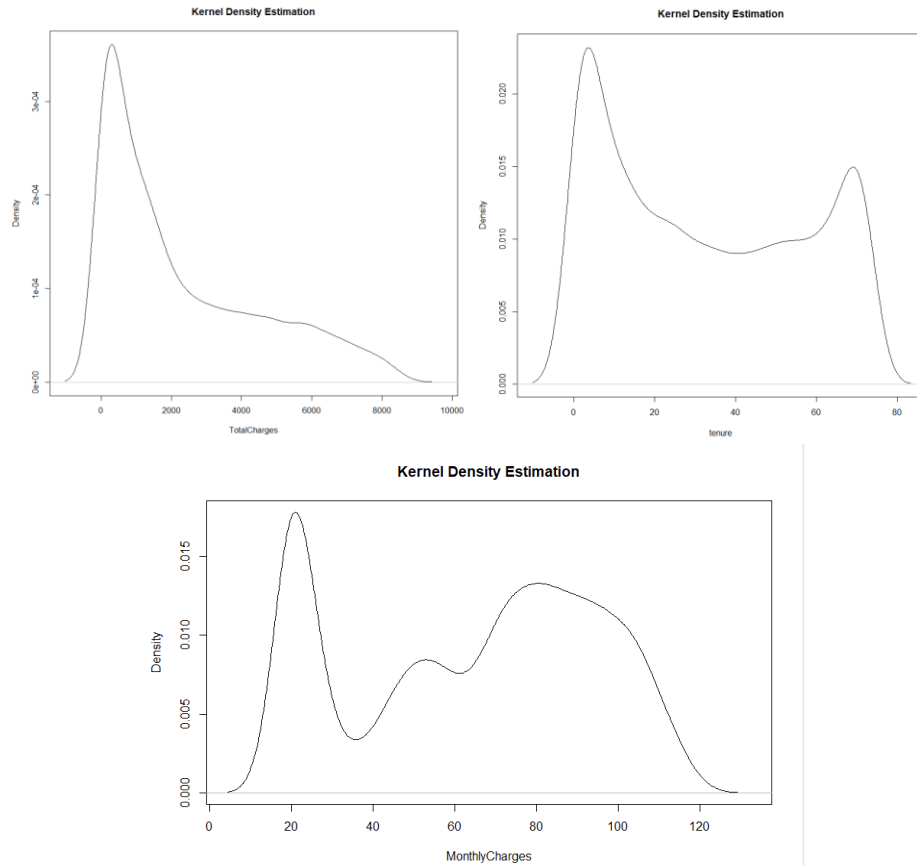 Kernel Density Estimation
Density
0e+00 1e-04 2e-04 3e-04
0 2000 4000 6000 8000 10000
TotalCharges
Kernel Density Estimation
Density
0.000 0.005 0.010 0.015 0.020
0 20 40 60 80
tenure
Kernel Density Estimation
Density
0.000 0.005 0.010 0.015
0 20 40 60 80 100 120
MonthlyCharges